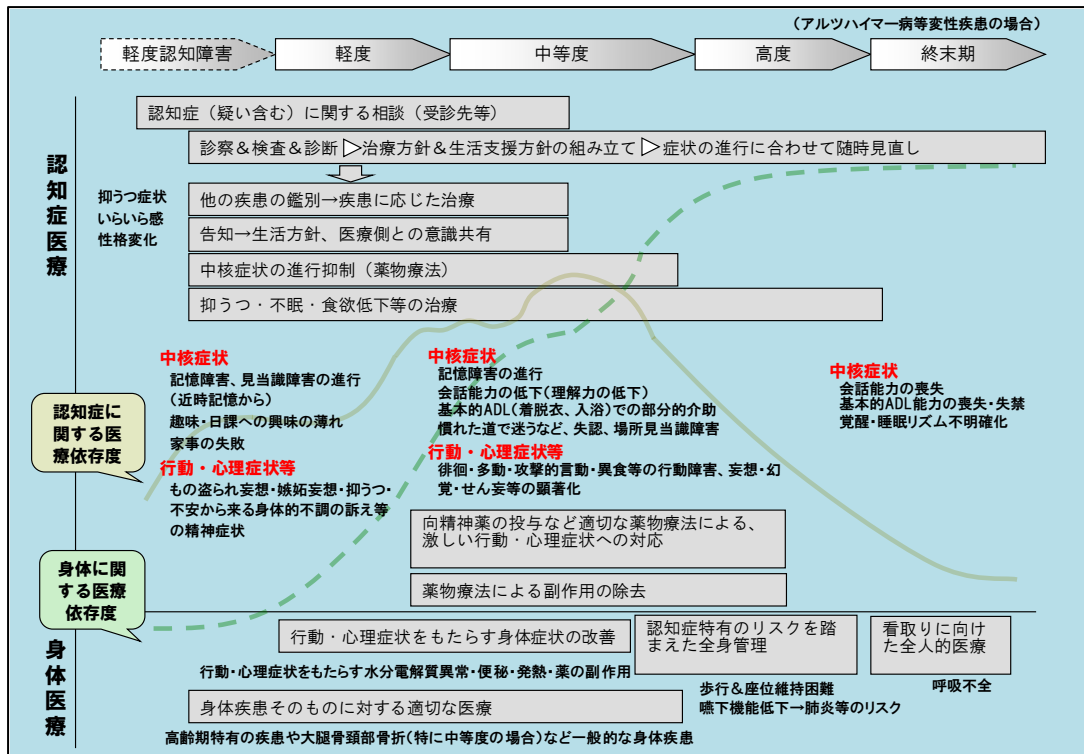 （アルツハイマー病等変性疾患の場合）
軽度認知障害
軽度
中等度
高度
終末期
認知症医療
認知症（疑い含む）に関する相談（受診先等）
診察＆検査＆診断 ▷治療方針＆生活支援方針の組み立て ▷症状の進行に合わせて随時見直し
抑うつ症状
いらいら感
性格変化
他の疾患の鑑別→疾患に応じた治療
告知→生活方針、医療側との意識共有
中核症状の進行抑制（薬物療法）
抑うつ・不眠・食欲低下等の治療
中核症状
記憶障害、見当識障害の進行
（近時記憶から）
趣味・日課への興味の薄れ
家事の失敗
行動・心理症状等
もの盗られ妄想・嫉妬妄想・抑うつ・
不安から来る身体的不調の訴え等
の精神症状
中核症状
記憶障害の進行
会話能力の低下（理解力の低下）
基本的ADL（着脱衣、入浴）での部分的介助
慣れた道で迷うなど、失認、場所見当識障害
行動・心理症状等
徘徊・多動・攻撃的言動・異食等の行動障害、妄想・幻
覚・せん妄等の顕著化
中核症状
会話能力の喪失
基本的ADL能力の喪失・失禁
覚醒・睡眠リズム不明確化
認知症に
関する医
療依存度
向精神薬の投与など適切な薬物療法による、
激しい行動・心理症状への対応
薬物療法による副作用の除去
身体に関
する医療
依存度
身体医療
行動・心理症状をもたらす身体症状の改善
行動・心理症状をもたらす水分電解質異常・便秘・発熱・薬の副作用
認知症特有のリスクを踏
まえた全身管理
歩行＆座位維持困難
嚥下機能低下→肺炎等のリスク
看取りに向け
た全人的医療
呼吸不全
身体疾患そのものに対する適切な医療
高齢期特有の疾患や大腿骨頚部骨折（特に中等度の場合）など一般的な身体疾患